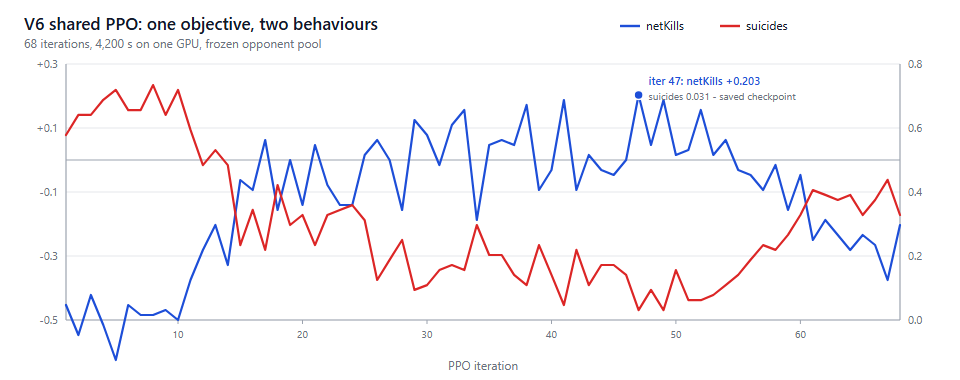 V6 shared PPO: one objective, two behaviours
68 iterations, 4,200 s on one GPU, frozen opponent pool
netKills
suicides
+0.3
+0.1
-0.1
-0.3
-0.5
0.8
0.6
0.4
0.2
0.0
iter 47: netKills +0.203
suicides 0.031 - saved checkpoint
10
20
30
40
50
60
PPO iteration